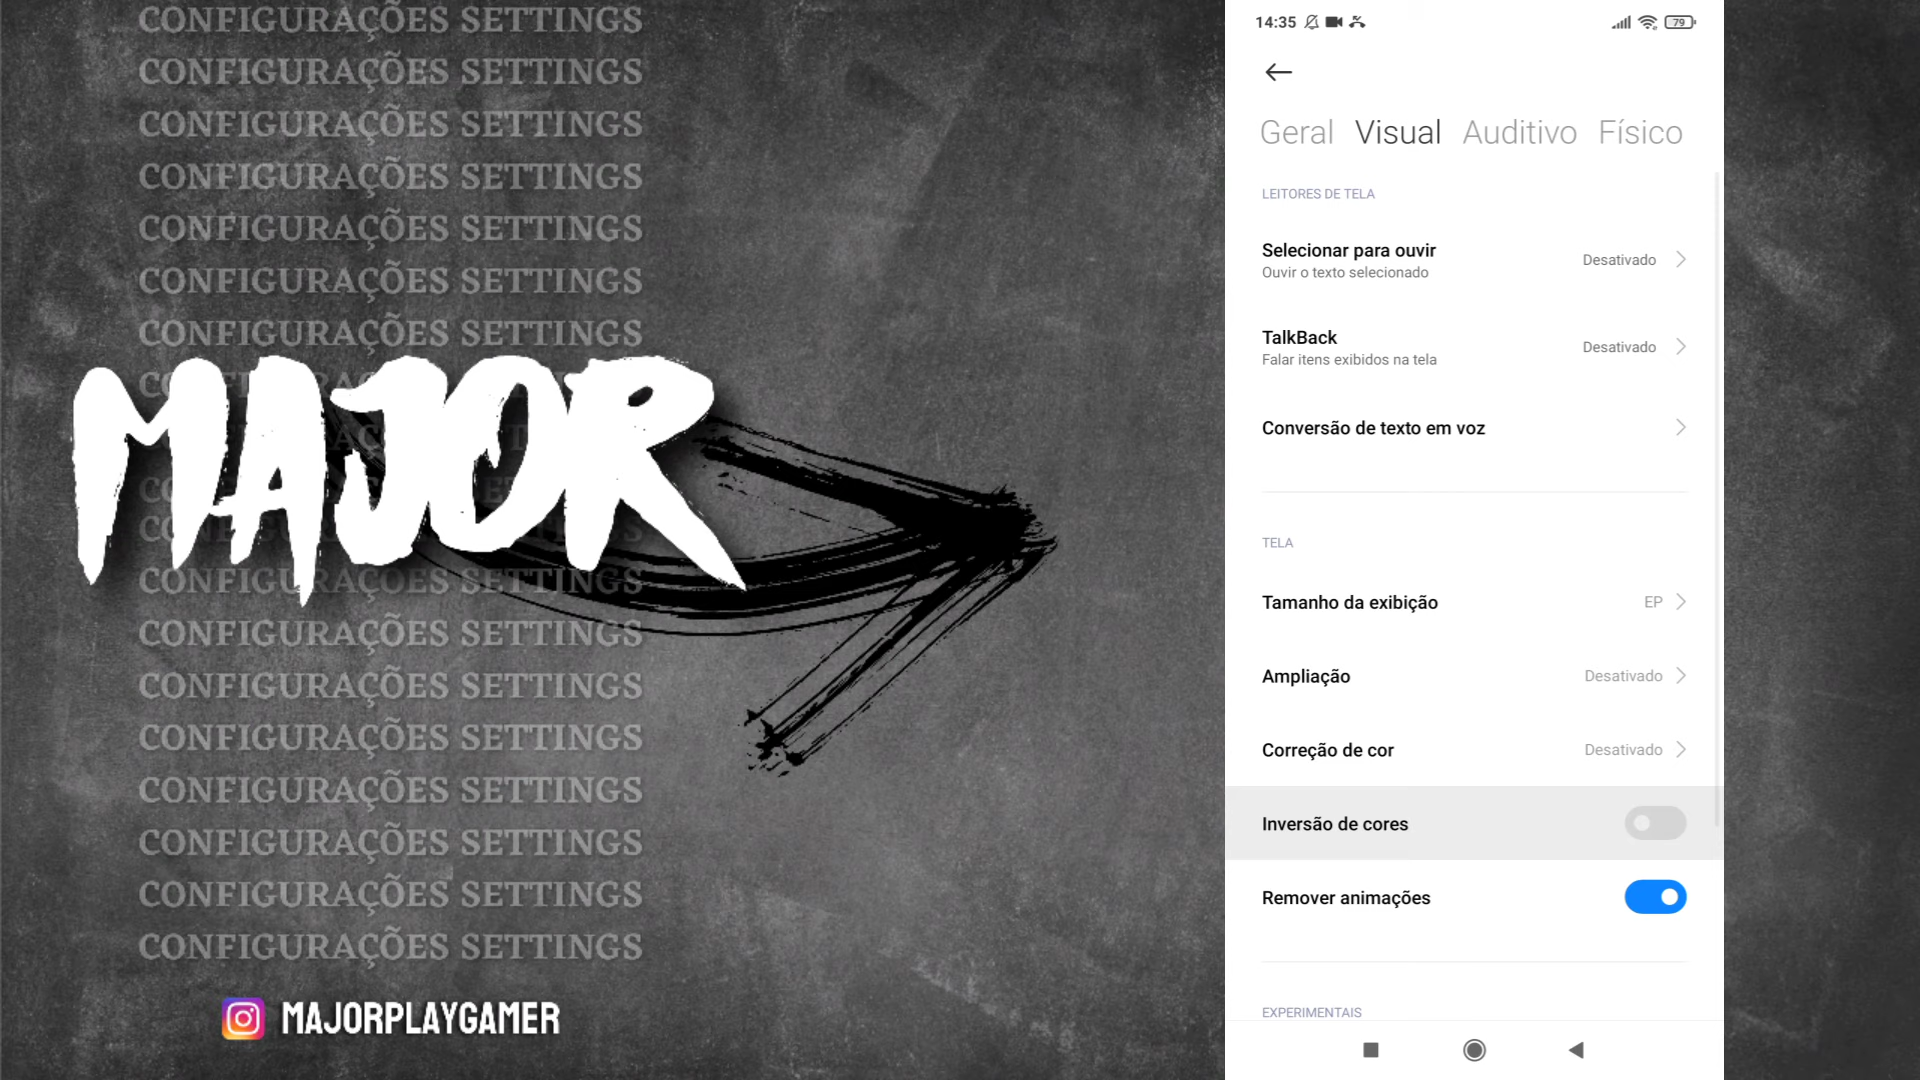 CONFIGURAÇÕES SETTINGS
CONFIGURAÇÕES SETTINGS
CONFIGURAÇÕES SETTINGS
CONFIGURAÇÕES SETTINGS
CONFIGURAÇÕES SETTINGS
CONFIGURAÇÕES SETTINGS
CONFIGURAÇÕES SETTINGS
MAJOR
CONFIGURAÇÕES SETTINGS
CONFIGURAÇÕES SETTINGS
CONFIGURAÇÕES SETTINGS
CONFIGURAÇÕES SETTINGS
CONFIGURAÇÕES SETTINGS
CONFIGURAÇÕES SETTINGS
CONFIGURAÇÕES SETTINGS
CONFIGURAÇÕES SETTINGS
MAJORPLAYGAMER
14:35 79
Geral Visual Auditivo Físico
LEITORES DE TELA
Selecionar para ouvir
Ouvir o texto selecionado
Desativado
TalkBack
Falar itens exibidos na tela
Desativado
Conversão de texto em voz
TELA
Tamanho da exibição EP
Ampliação Desativado
Correção de cor Desativado
Inversão de cores
Remover animações
EXPERIMENTAIS